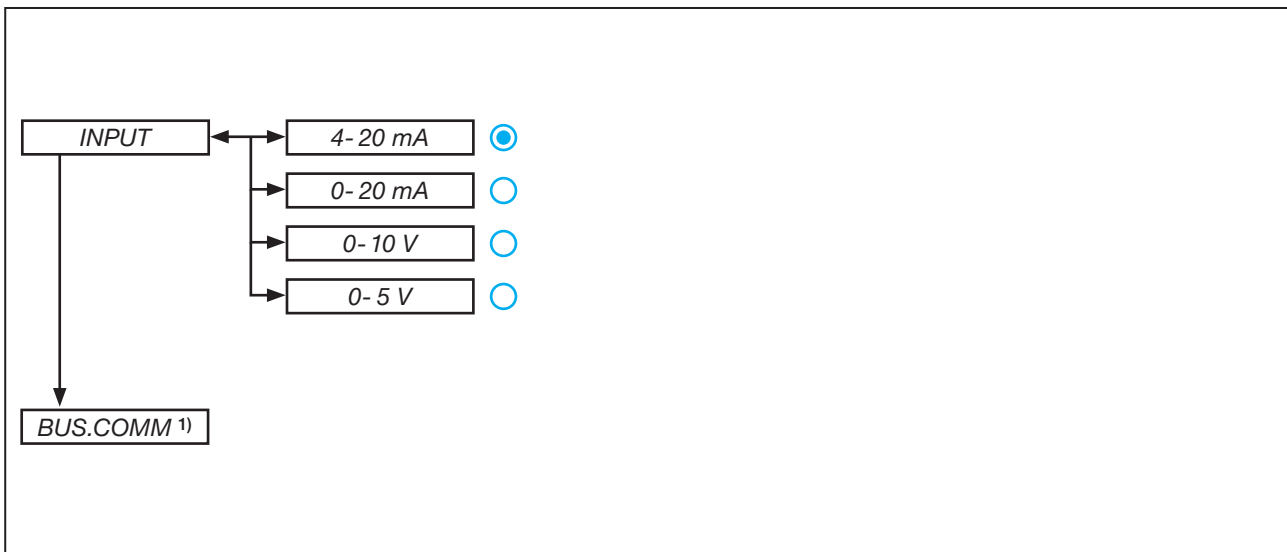 INPUT
4- 20 mA
0- 20 mA
0- 10 V
0- 5 V
BUS.COMM 1)